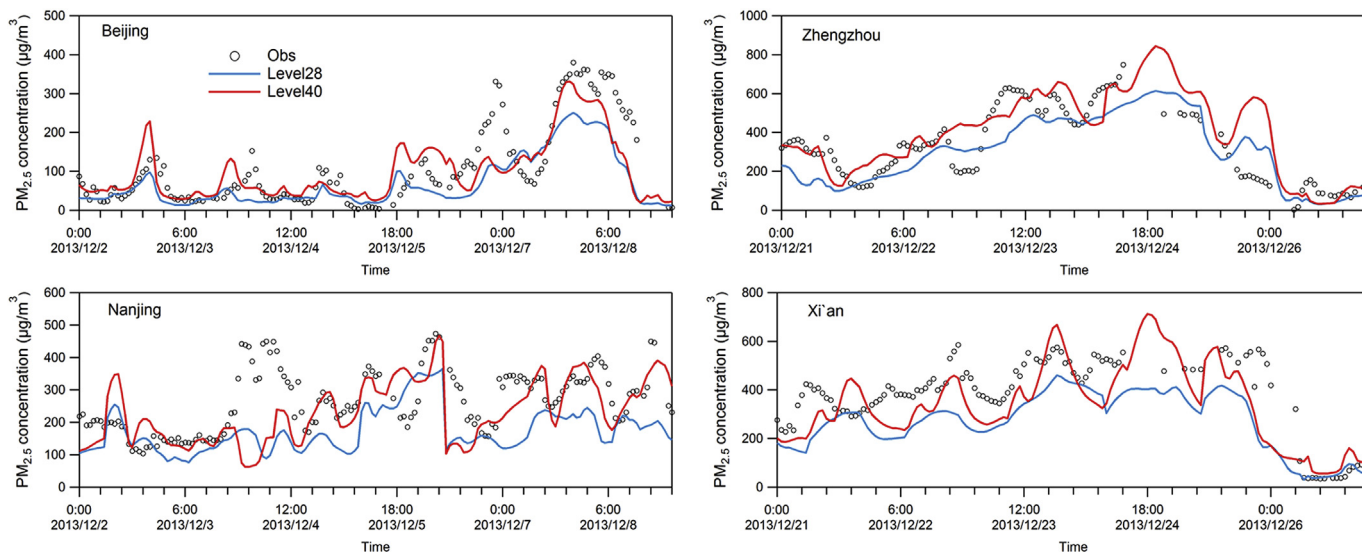 Beijing
Obs
Level28
Level40
PM2.5 concentration (µg/m3)
500
400
300
200
100
0
0:00 6:00 12:00 18:00 0:00 6:00
2013/12/2 2013/12/3 2013/12/4 2013/12/5 2013/12/7 2013/12/8
Time
Zhengzhou
PM2.5 concentration (µg/m3)
1000
800
600
400
200
0
0:00 6:00 12:00 18:00 0:00
2013/12/21 2013/12/22 2013/12/23 2013/12/24 2013/12/26
Time
Nanjing
PM2.5 concentration (µg/m3)
600
500
400
300
200
100
0
0:00 6:00 12:00 18:00 0:00 6:00
2013/12/2 2013/12/3 2013/12/4 2013/12/5 2013/12/7 2013/12/8
Time
Xi`an
PM2.5 concentration (µg/m3)
800
600
400
200
0
0:00 6:00 12:00 18:00 0:00
2013/12/21 2013/12/22 2013/12/23 2013/12/24 2013/12/26
Time